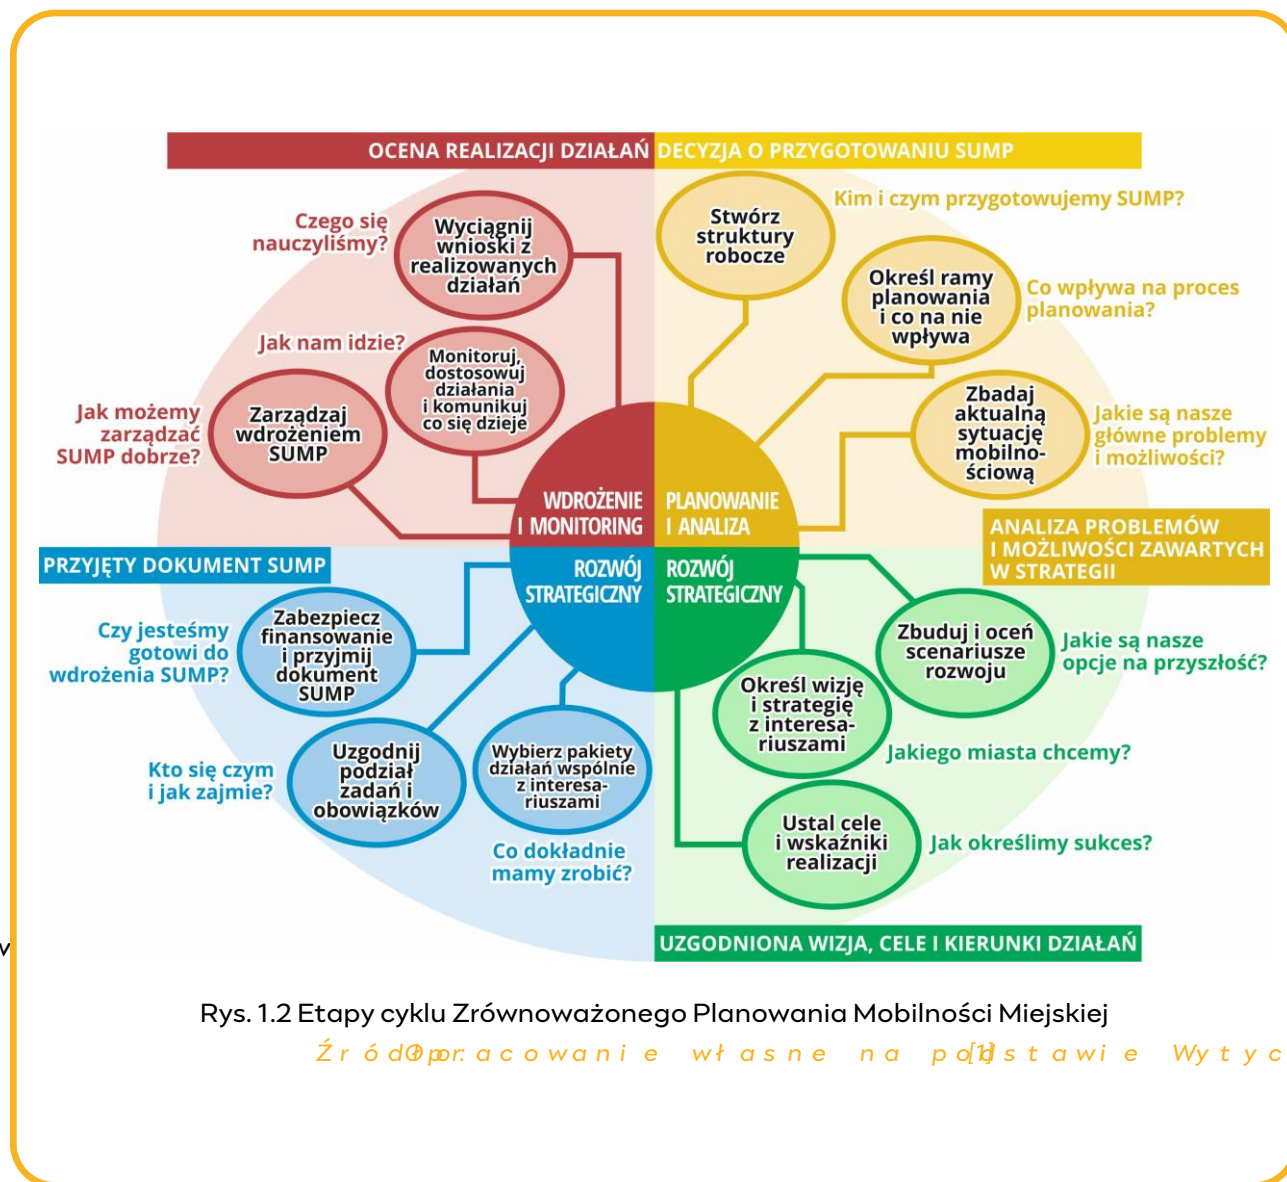 OCENA REALIZACJI DZIAŁAŃ
DECYZJA O PRZYGOTOWANIU SUMP
Kim i czym przygotowujemy SUMP?
Stwórz
struktury
robocze
Określ ramy
planowania
i co na nie
wpływa
Co wpływa na proces
planowania?
Zbadaj
aktualną
sytuację
mobilno-
ściową
Jakie są nasze
główne problemy
i możliwości?
Czego się
nauczyliśmy?
Wyciągnij
wnioski z
realizowanych
działań
Jak nam idzie?
Monitoruj,
dostosowuj
działania
i komunikuj
co się dzieje
Jak możemy
zarządzać
SUMP dobrze?
Zarządzaj
wdrożeniem
SUMP
WDROŻENIE
I MONITORING
PLANOWANIE
I ANALIZA
ROZWÓJ
STRATEGICZNY
ROZWÓJ
STRATEGICZNY
ANALIZA PROBLEMÓW
I MOŻLIWOŚCI ZAWARTYCH
W STRATEGII
PRZYJĘTY DOKUMENT SUMP
Czy jesteśmy
gotowi do
wdrożenia SUMP?
Zabezpiecz
finansowanie
i przyjmij
dokument
SUMP
Kto się czym
i jak zajmie?
Uzgodnij
podział
zadań i
obowiązków
Wybierz pakiety
działań wspólnie
z interesa-
riuszami
Co dokładnie
mamy zrobić?
Zbuduj i oceń
scenariusze
rozwoju
Jakie są nasze
opcje na przyszłość?
Określ wizję
i strategię
z interesa-
riuszami
Jakiego miasta chcemy?
Ustal cele
i wskaźniki
realizacji
Jak określimy sukces?
UZGODNIONA WIZJA, CELE I KIERUNKI DZIAŁAŃ
Rys. 1.2 Etapy cyklu Zrównoważonego Planowania Mobilności Miejskiej
własne na